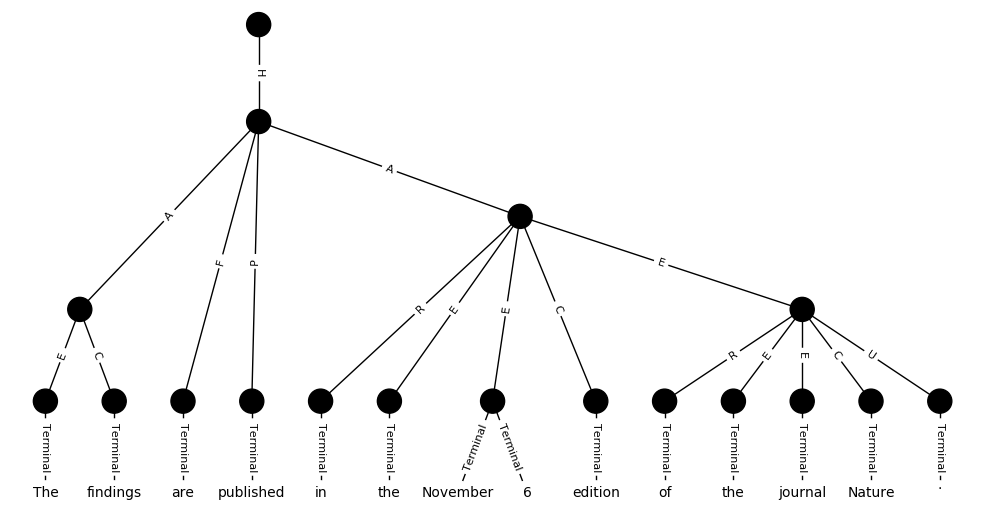 H
A
A
E
F
P
R
E
E
C
E
C
R
E
E
C
U
Terminal Terminal Terminal Terminal Terminal Terminal Terminal Terminal Terminal Terminal Terminal Terminal Terminal Terminal
The findings are published in the November 6 edition of the journal Nature .